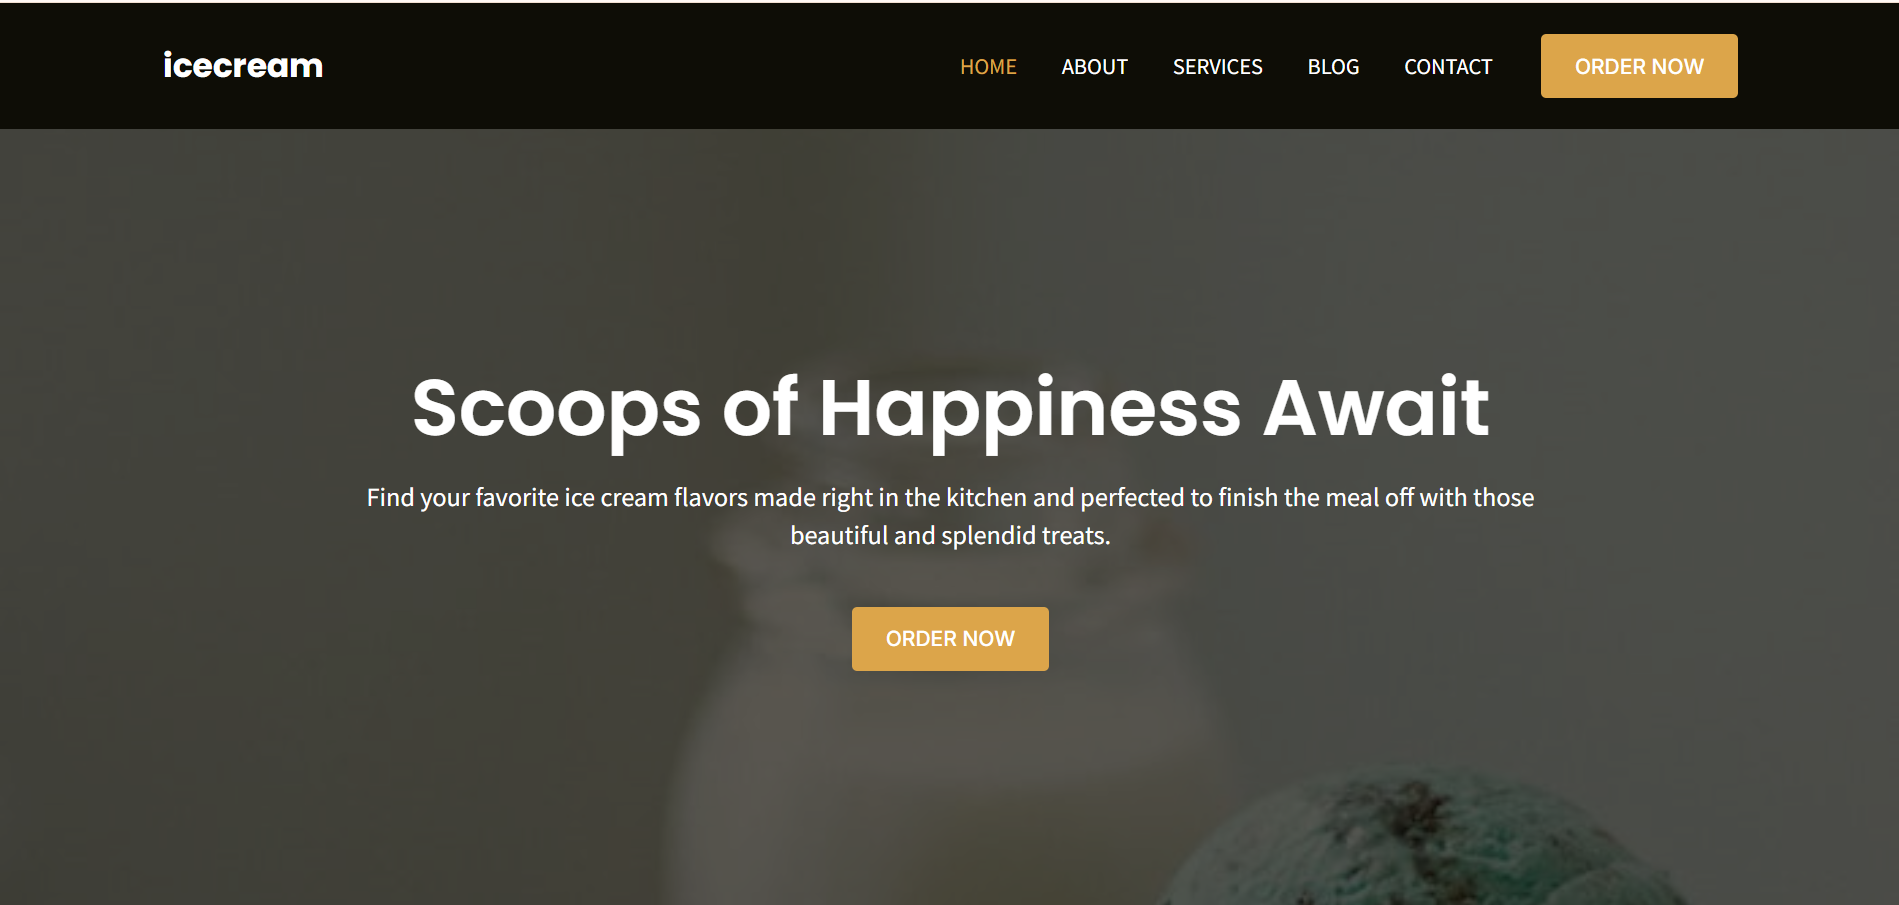 icecream
HOME ABOUT SERVICES BLOG CONTACT ORDER NOW
Scoops of Happiness Await
Find your favorite ice cream flavors made right in the kitchen and perfected to finish the meal off with those
beautiful and splendid treats.
ORDER NOW